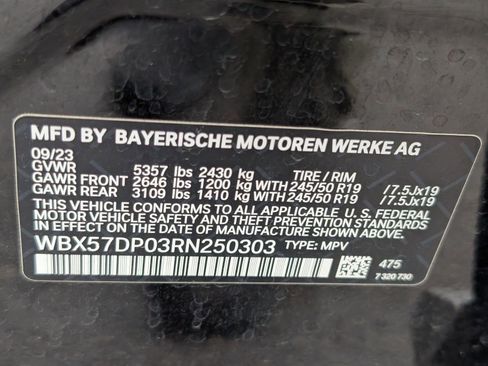 MFD BY BAYERISCHE MOTOREN WERKE AG
09/23
GVWR 5357 lbs 2430 kg TIRE / RIM
GAWR FRONT 2646 lbs 1200 kg WITH 245/50 R19 /7.5Jx19
GAWR REAR 3109 lbs 1410 kg WITH 245/50 R19 /7.5Jx19
THIS VEHICLE CONFORMS TO ALL APPLICABLE U. S. FEDERAL
MOTOR VEHICLE SAFETY AND THEFT PREVENTION STANDARDS
IN EFFECT ON THE DATE OF MANUFACTURE SHOWN ABOVE.
WBX57DP03RN250303 TYPE: MPV
475
7 320 730